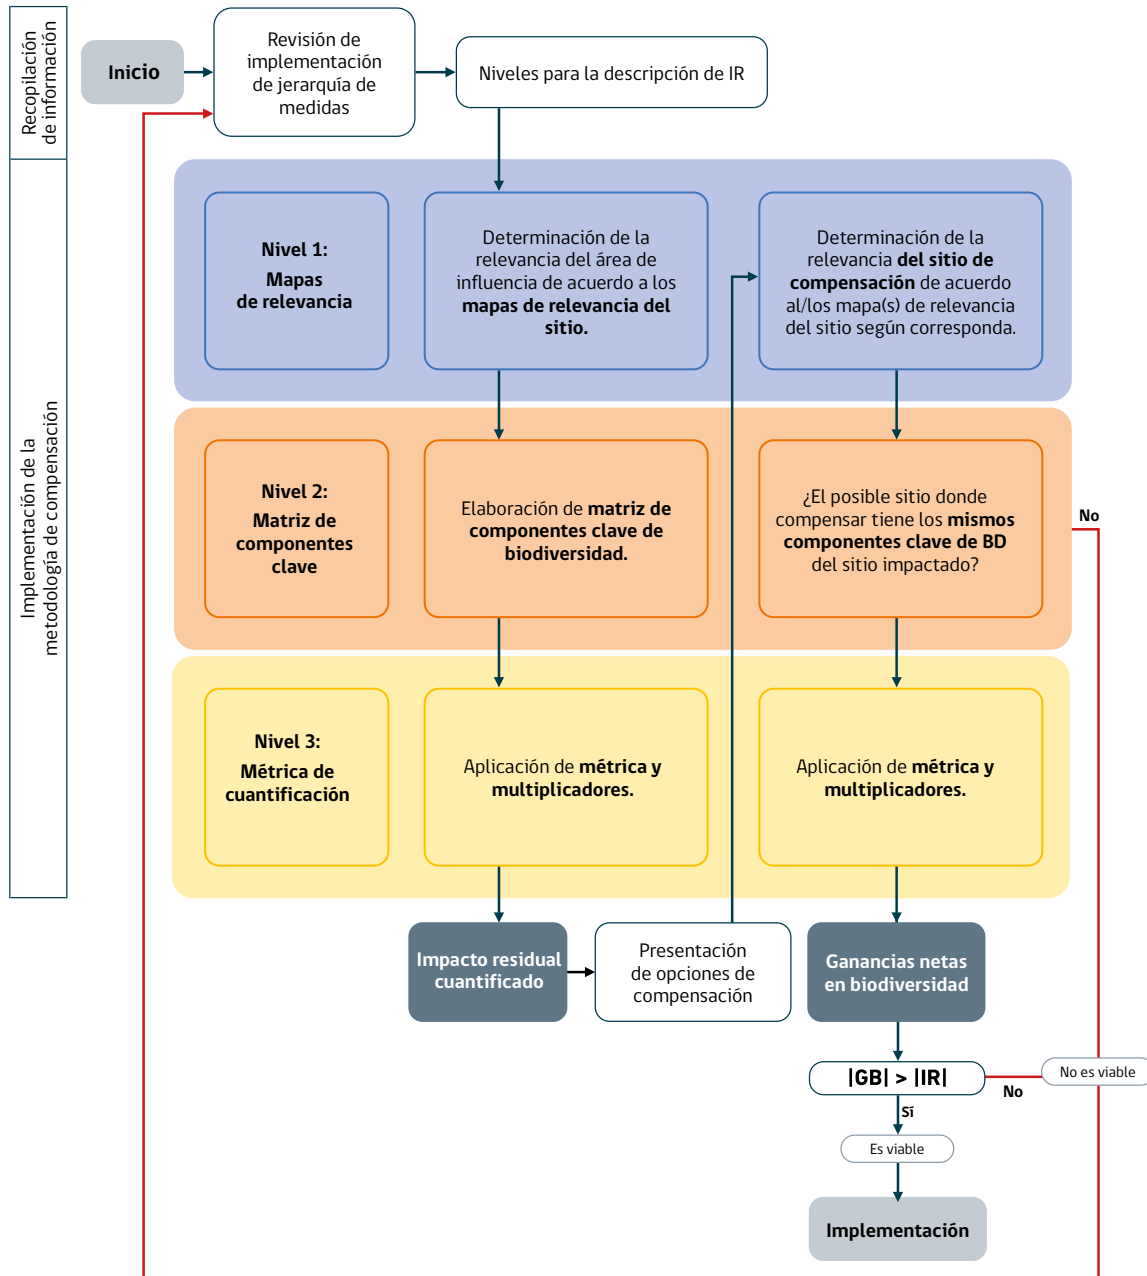 Recopilación
de información
Inicio
Revisión de
implementación
de jerarquía de
medidas
Niveles para la descripción de IR
Implementación de la
metodología de compensación
Nivel 1:
Mapas
de relevancia
Determinación de la
relevancia del área de
influencia de acuerdo a los
mapas de relevancia del
sitio.
Determinación de la
relevancia del sitio de
compensación de acuerdo
al/los mapa(s) de relevancia
del sitio según corresponda.
Nivel 2:
Matriz de
componentes
clave
Elaboración de matriz de
componentes clave de
biodiversidad.
¿El posible sitio donde
compensar tiene los mismos
componentes clave de BD
del sitio impactado?
No
Nivel 3:
Métrica de
cuantificación
Aplicación de métrica y
multiplicadores.
Aplicación de métrica y
multiplicadores.
Impacto residual
cuantificado
Presentación
de opciones de
compensación
Ganancias netas
en biodiversidad
|GB| > |IR|
No
No es viable
Sí
Es viable
Implementación